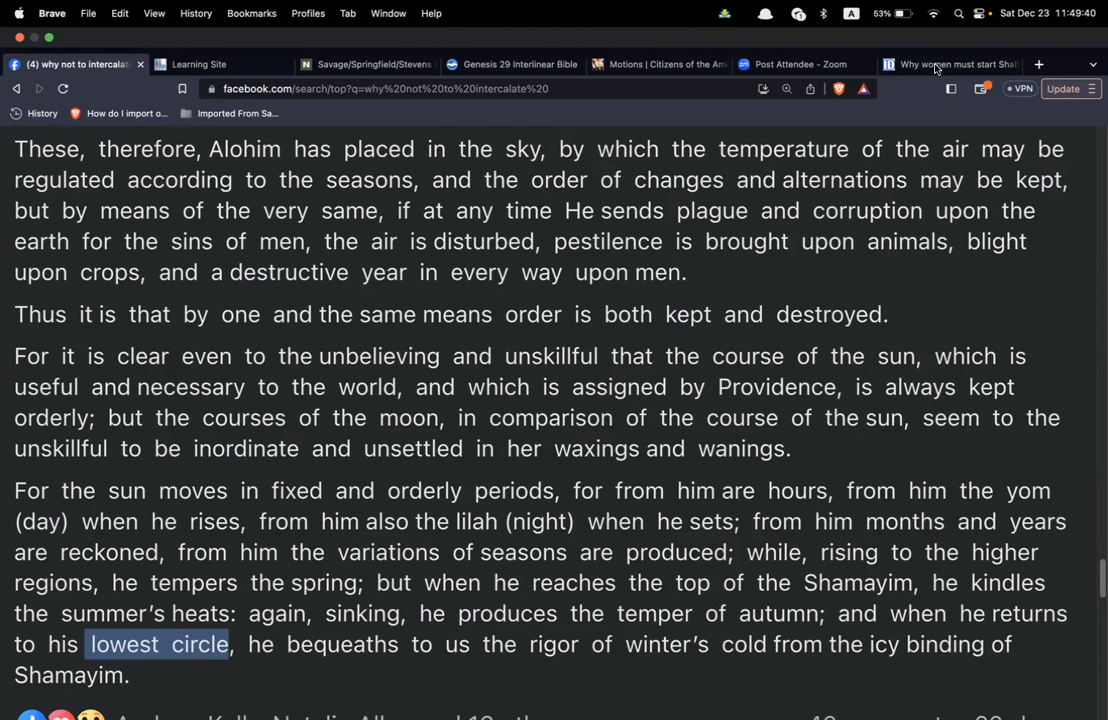 Brave File Edit View History Bookmarks Profiles Tab Window Help A 53% Sat Dec 23 11:49:40
(4) why not to intercalat Learning Site Savage/Springfield/Stevens Genesis 29 Interlinear Bible Motions | Citizens of the Am Post Attendee - Zoom Why women must start Shab
facebook.com/search/top?q=why%20not%20to%20intercalate%20 VPN Update
History How do I import o... Imported From Sa...
These, therefore, Alohim has placed in the sky, by which the temperature of the air may be
regulated according to the seasons, and the order of changes and alternations may be kept,
but by means of the very same, if at any time He sends plague and corruption upon the
earth for the sins of men, the air is disturbed, pestilence is brought upon animals, blight
upon crops, and a destructive year in every way upon men.
Thus it is that by one and the same means order is both kept and destroyed.
For it is clear even to the unbelieving and unskillful that the course of the sun, which is
useful and necessary to the world, and which is assigned by Providence, is always kept
orderly; but the courses of the moon, in comparison of the course of the sun, seem to the
unskillful to be inordinate and unsettled in her waxings and wanings.
For the sun moves in fixed and orderly periods, for from him are hours, from him the yom
(day) when he rises, from him also the lilah (night) when he sets; from him months and years
are reckoned, from him the variations of seasons are produced; while, rising to the higher
regions, he tempers the spring; but when he reaches the top of the Shamayim, he kindles
the summer's heats: again, sinking, he produces the temper of autumn; and when he returns
to his lowest circle, he bequeaths to us the rigor of winter's cold from the icy binding of
Shamayim.